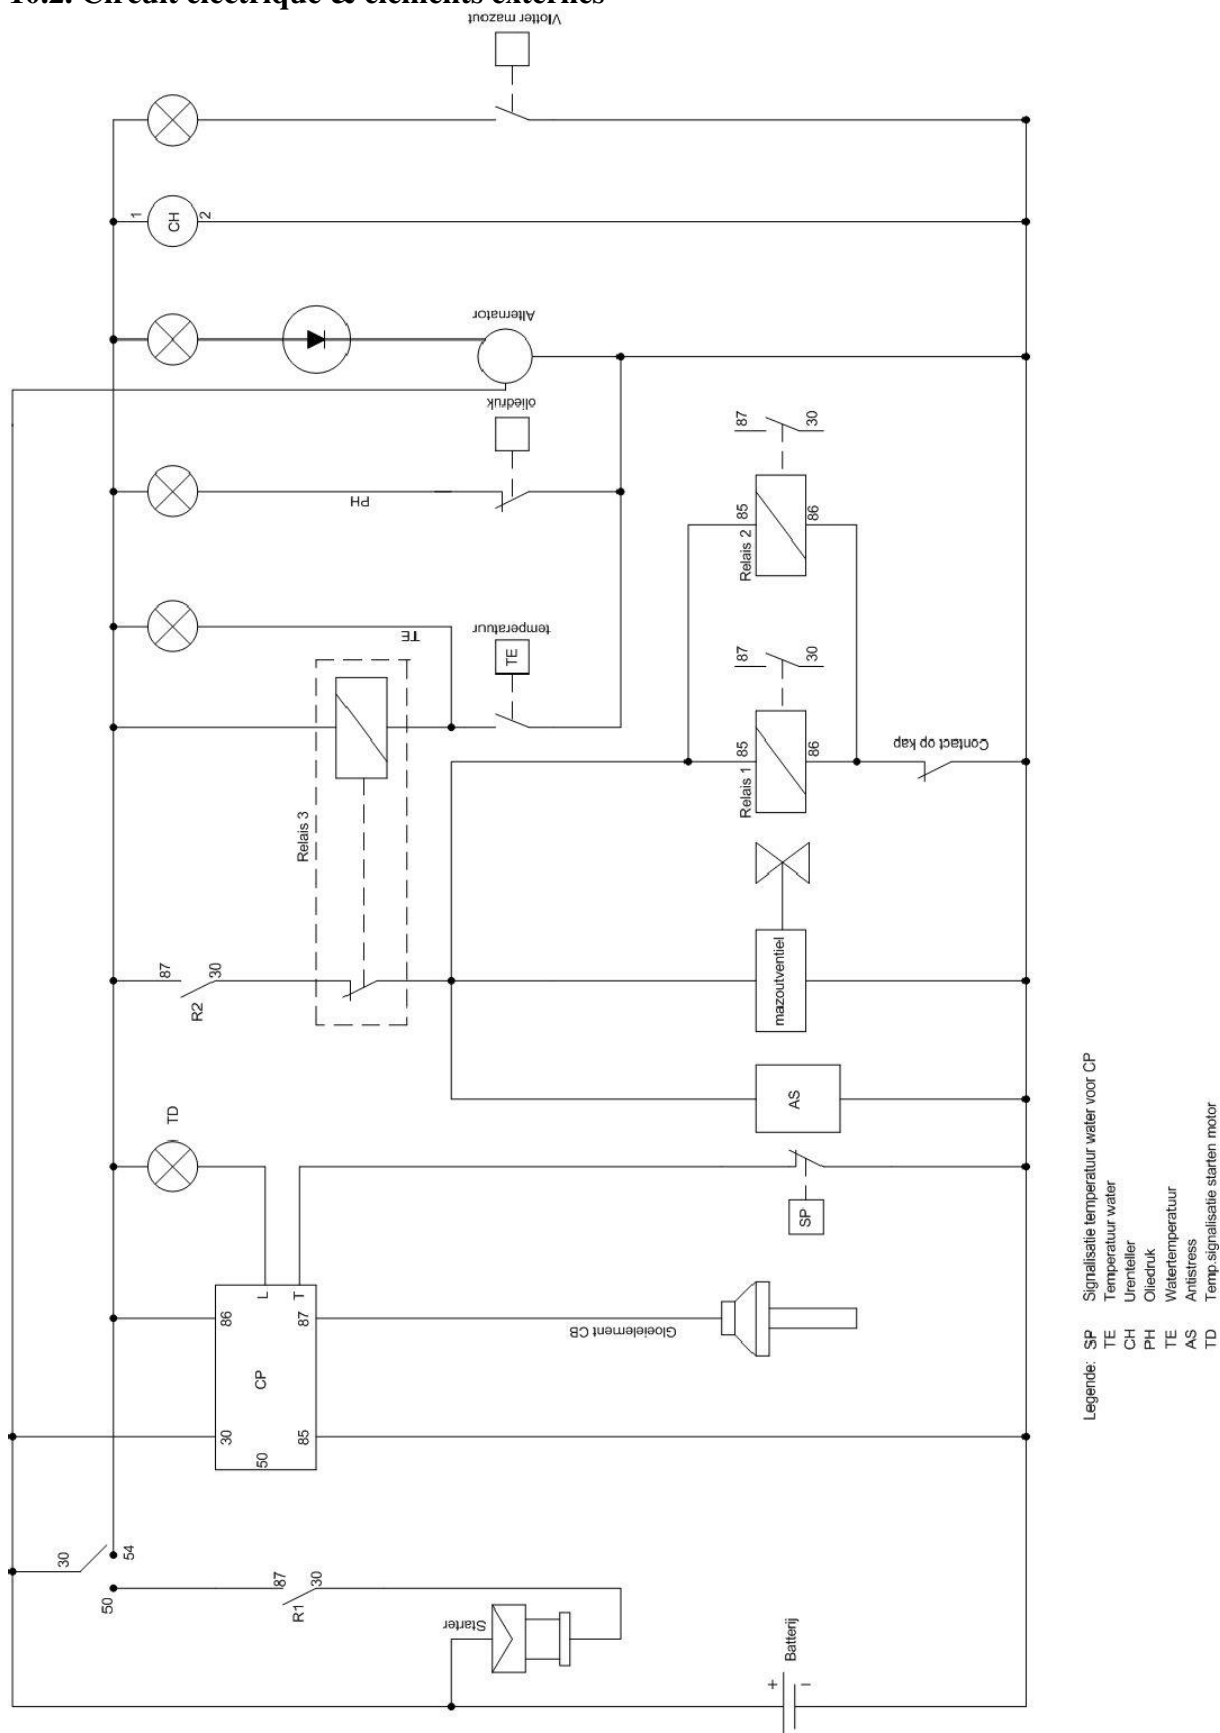 10.2. Circuit électrique & éléments externes
Vlotter mazout
1
CH
2
Alternator
oliedruk
PH
87
30
85
Relais 2
86
TE
temperatuur
TE
87
30
85
Relais 1
86
Contact op kap
Relais 3
87
30
R2
mazoutventiel
TD
AS
SP
L
T
86
87
CP
30
50
85
Gloeielement CB
30
54
50
87
30
R1
Starter
Batterij
+
–
Legende: SP Signalisatie temperatuur water voor CP
TE Temperatuur water
CH Urenteller
PH Oliedruk
TE Watertemperatuur
AS Antistress
TD Temp.signalisatie starten motor